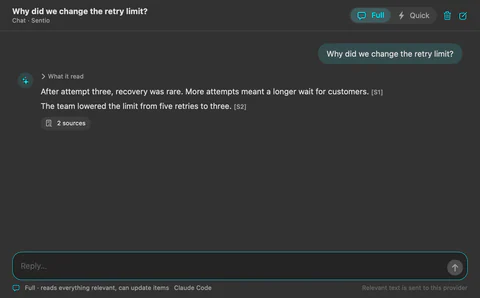 Why did we change the retry limit?
Chat · Sentio
Full
Quick
Why did we change the retry limit?
What it read
After attempt three, recovery was rare. More attempts meant a longer wait for customers. [S1]
The team lowered the limit from five retries to three. [S2]
2 sources
Reply...
Full · reads everything relevant, can update items Claude Code
Relevant text is sent to this provider